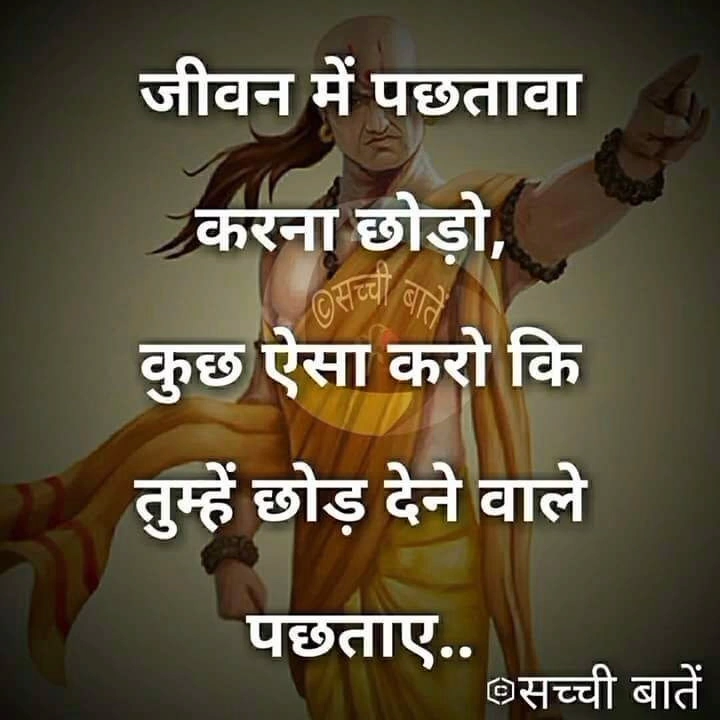 जीवन में पछतावा
करना छोड़ो,
©सच्ची बातें
कुछ ऐसा करो कि
तुम्हें छोड़ देने वाले
पछताए..
©सच्ची बातें